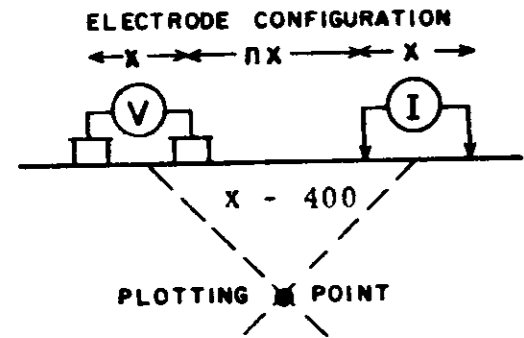 ELECTRODE CONFIGURATION
x nx x
V I
x - 400
PLOTTING POINT